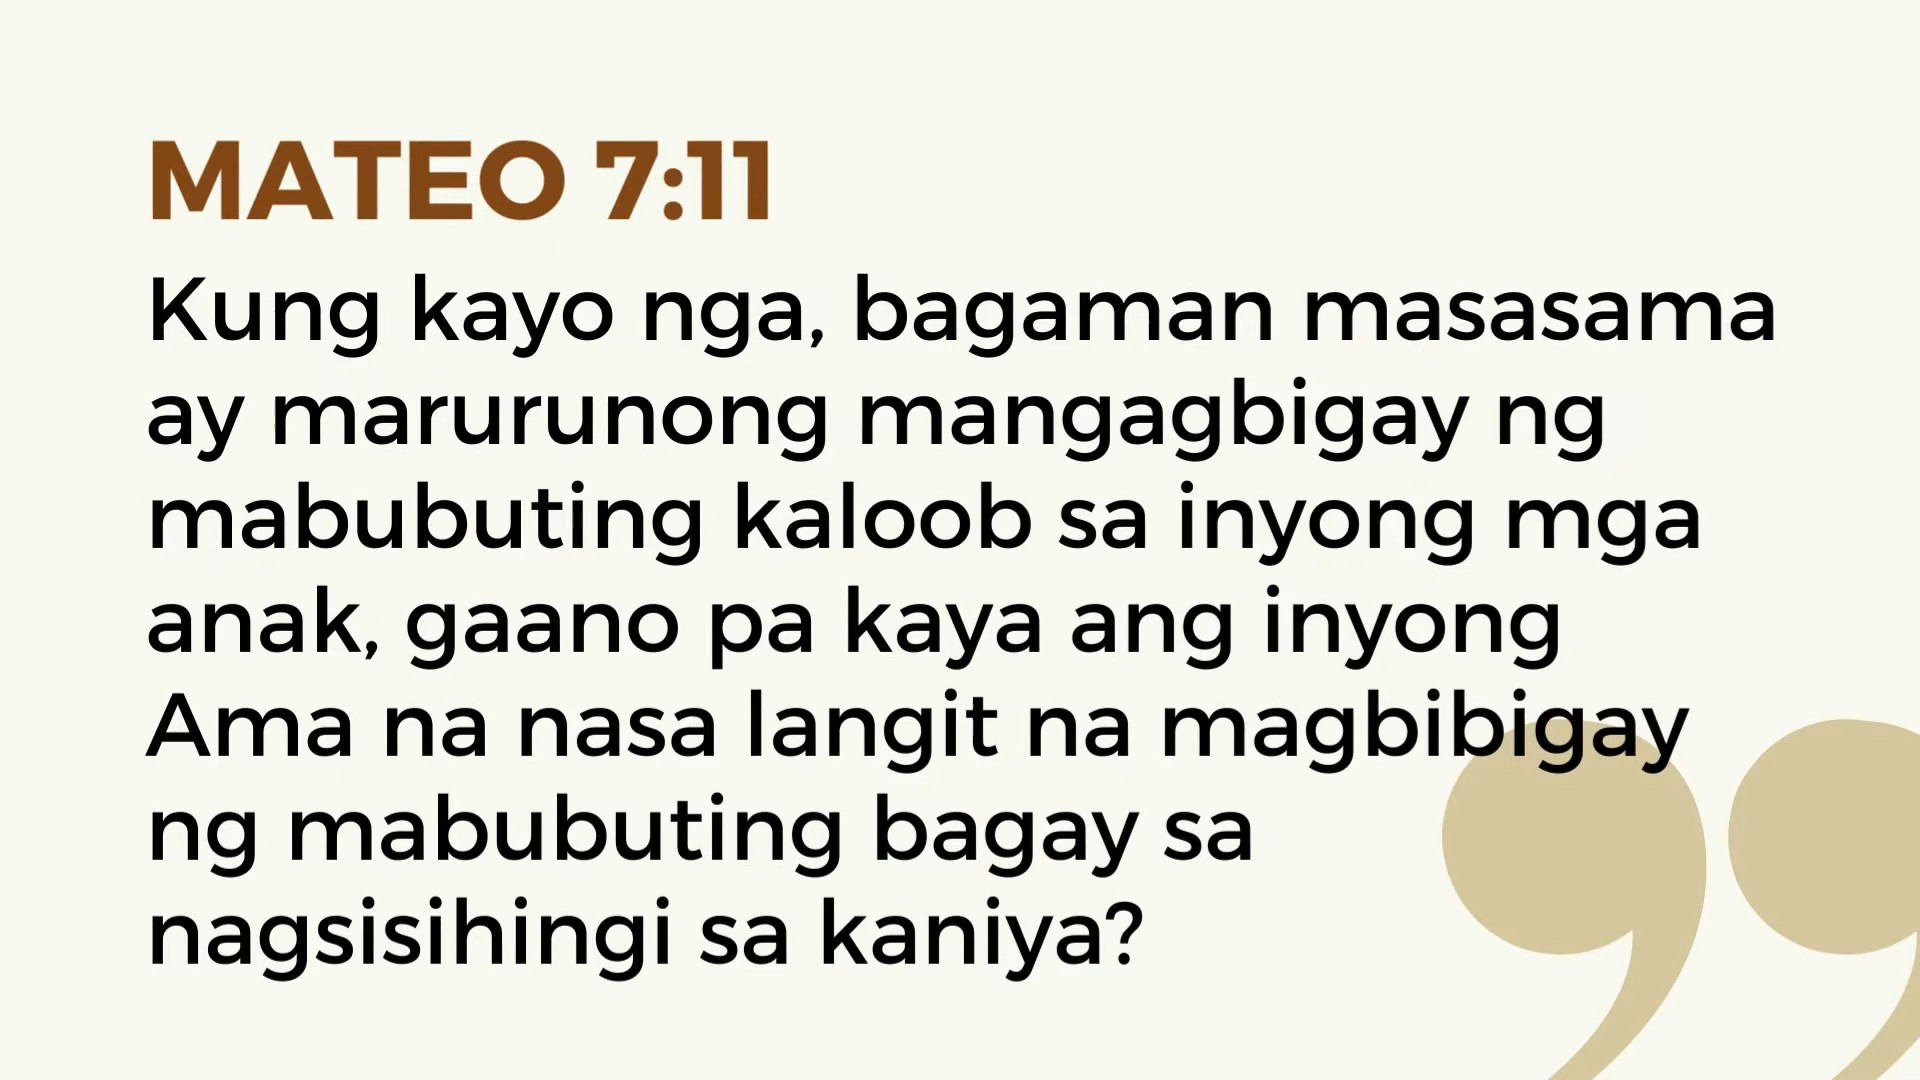 MATEO 7:11
Kung kayo nga, bagaman masasama
ay marurunong mangagbigay ng
mabubuting kaloob sa inyong mga
anak, gaano pa kaya ang inyong
Ama na nasa langit na magbibigay
ng mabubuting bagay sa
nagsisihingi sa kaniya?